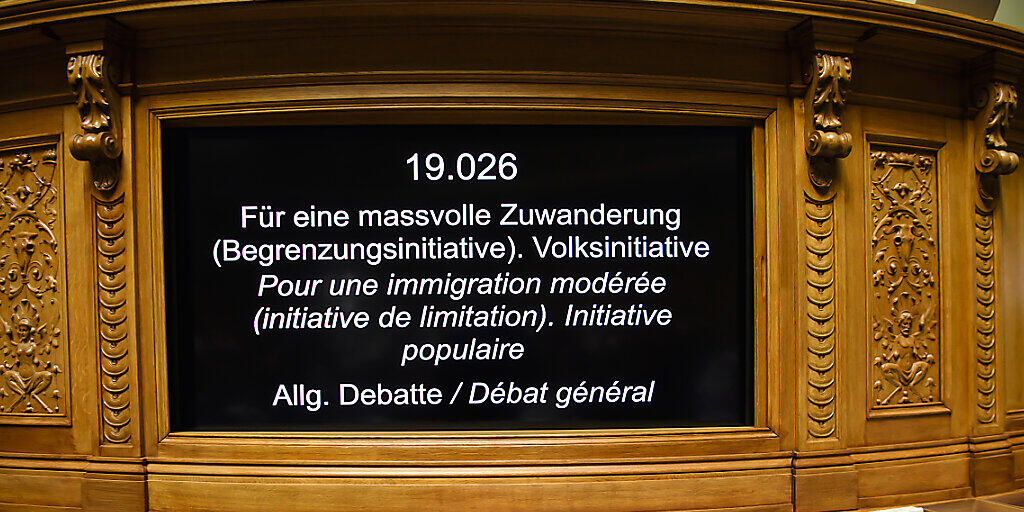 19.026
Für eine massvolle Zuwanderung
(Begrenzungsinitiative). Volksinitiative
Pour une immigration modérée
(initiative de limitation). Initiative
populaire
Allg. Debatte / Débat général